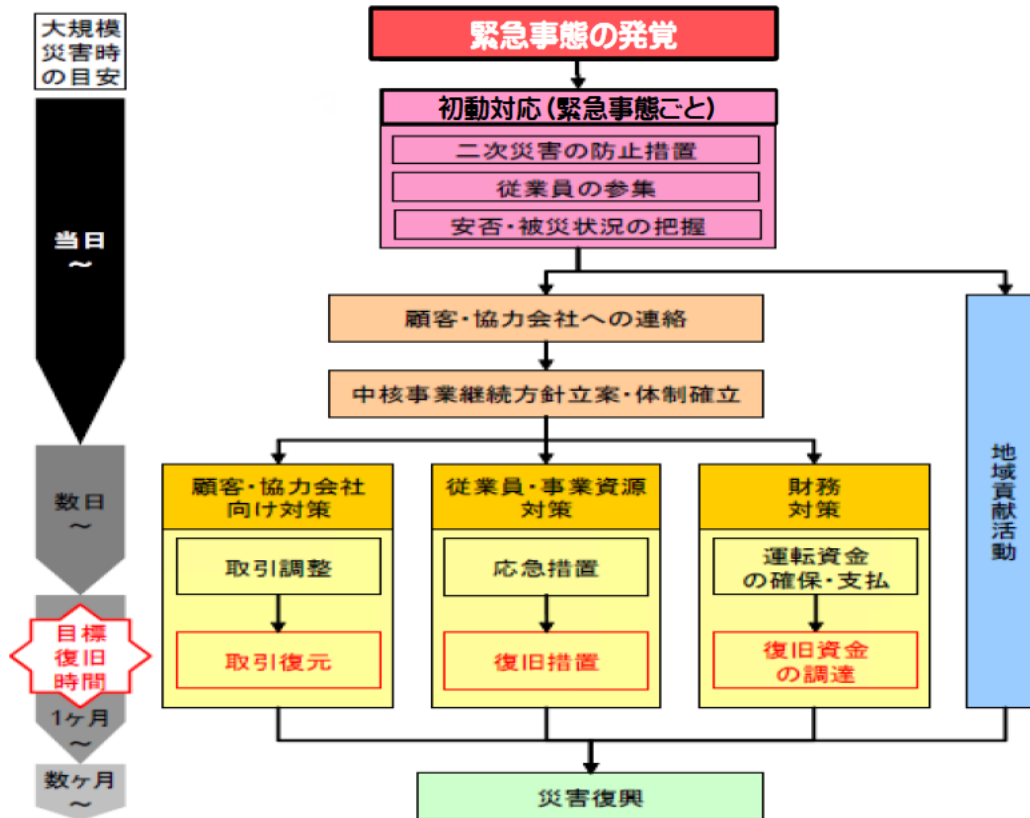 大規模
災害時
の目安
緊急事態の発覚
初動対応(緊急事態ごと)
二次災害の防止措置
従業員の参集
安否・被災状況の把握
当日
～
顧客・協力会社への連絡
中核事業継続方針立案・体制確立
地域貢献活動
数日
～
顧客・協力会社
向け対策
取引調整
取引復元
従業員・事業資源
対策
応急措置
復旧措置
財務
対策
運転資金
の確保・支払
復旧資金
の調達
目標
復旧
時間
1ヶ月
～
数ヶ月
～
災害復興